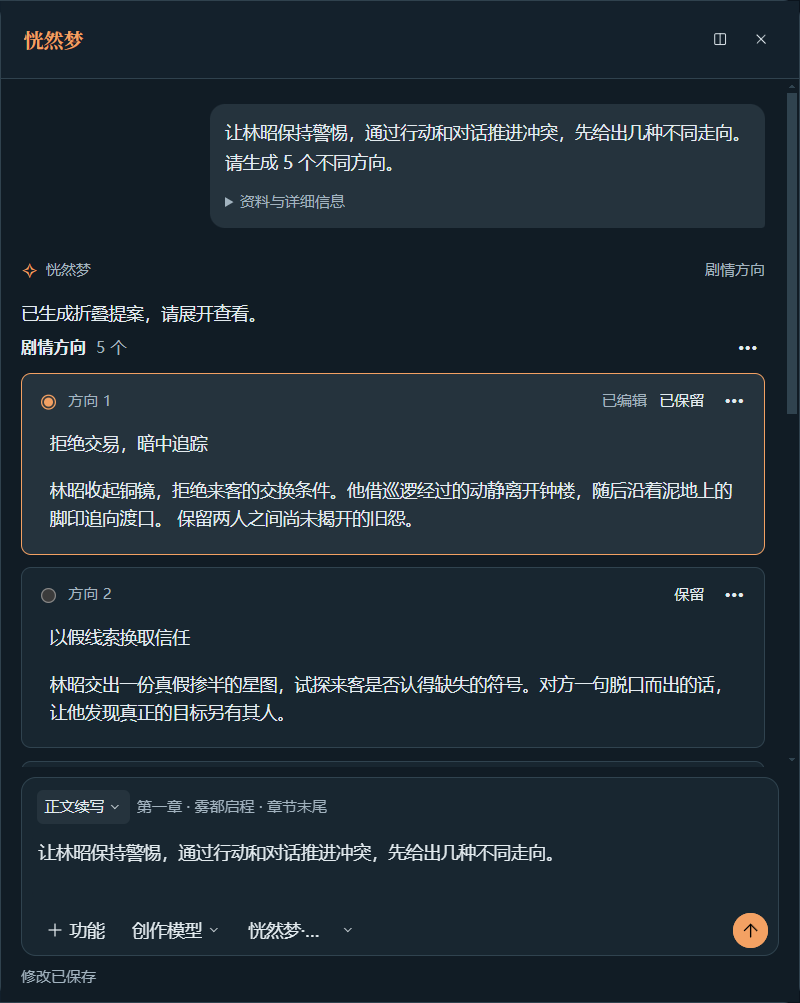 恍然梦
让林昭保持警惕，通过行动和对话推进冲突，先给出几种不同走向。
请生成 5 个不同方向。
资料与详细信息
恍然梦
剧情方向
已生成折叠提案，请展开查看。
剧情方向 5 个
方向 1
已编辑 已保留
拒绝交易，暗中追踪
林昭收起铜镜，拒绝来客的交换条件。他借巡逻经过的动静离开钟楼，随后沿着泥地上的
脚印追向渡口。 保留两人之间尚未揭开的旧怨。
方向 2
保留
以假线索换取信任
林昭交出一份真假掺半的星图，试探来客是否认得缺失的符号。对方一句脱口而出的话，
让他发现真正的目标另有其人。
正文续写 第一章 · 雾都启程 · 章节末尾
让林昭保持警惕，通过行动和对话推进冲突，先给出几种不同走向。
功能 创作模型 恍然梦·...
修改已保存